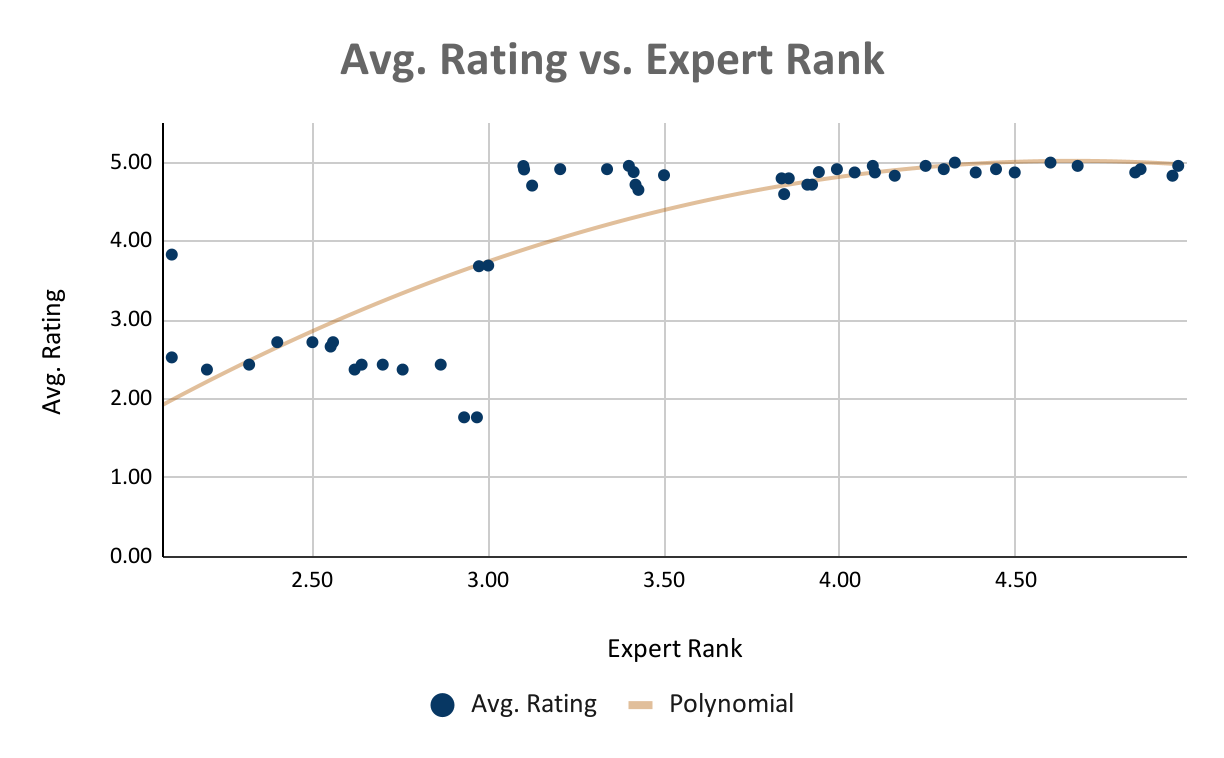 Avg. Rating vs. Expert Rank
5.00
4.00
3.00
2.00
1.00
0.00
Avg. Rating
2.50 3.00 3.50 4.00 4.50
Expert Rank
Avg. Rating Polynomial